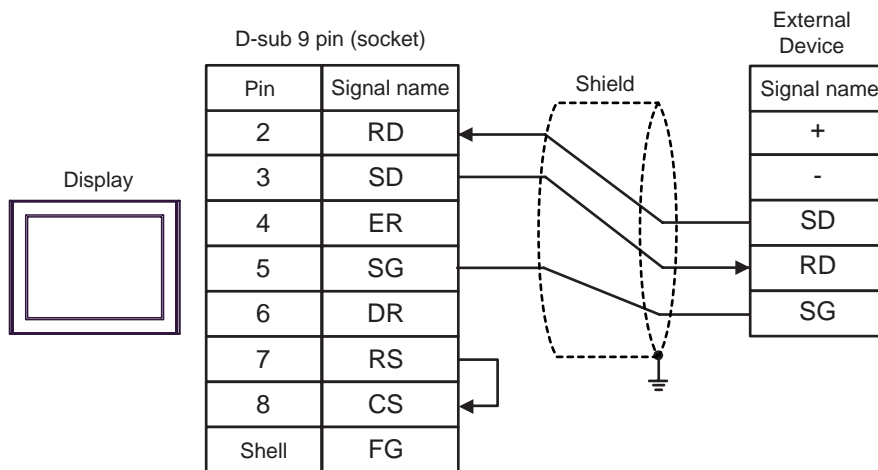 D-sub 9 pin (socket)
External
Device
Pin Signal name
Shield
Signal name
2 RD
+
3 SD
-
Display
4 ER
SD
5 SG
RD
6 DR
SG
7 RS
8 CS
Shell FG